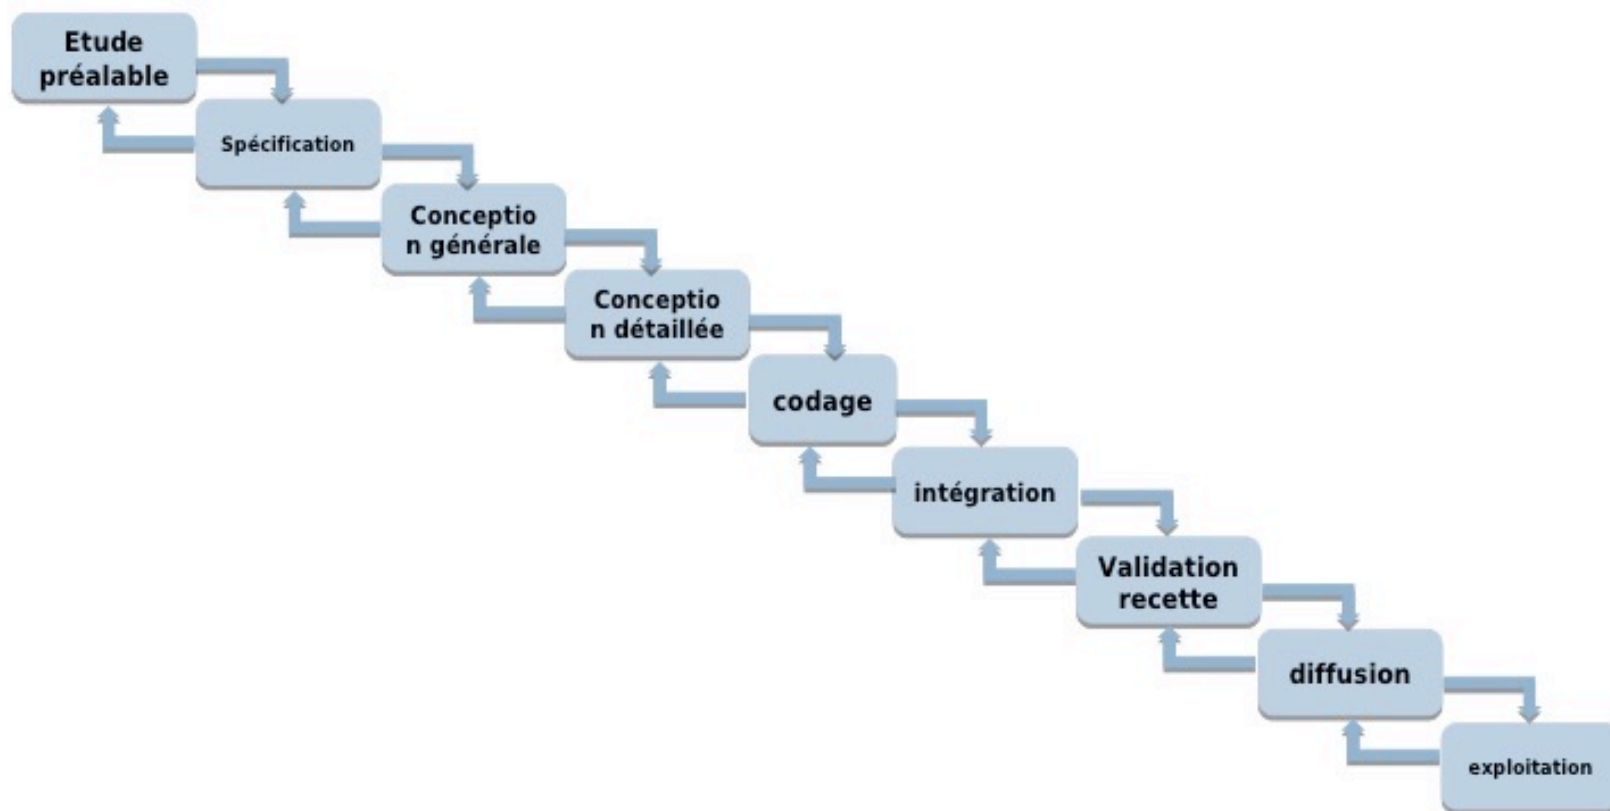 Etude
préalable
Spécification
Conceptio
n générale
Conceptio
n détaillée
codage
intégration
Validation
recette
diffusion
exploitation